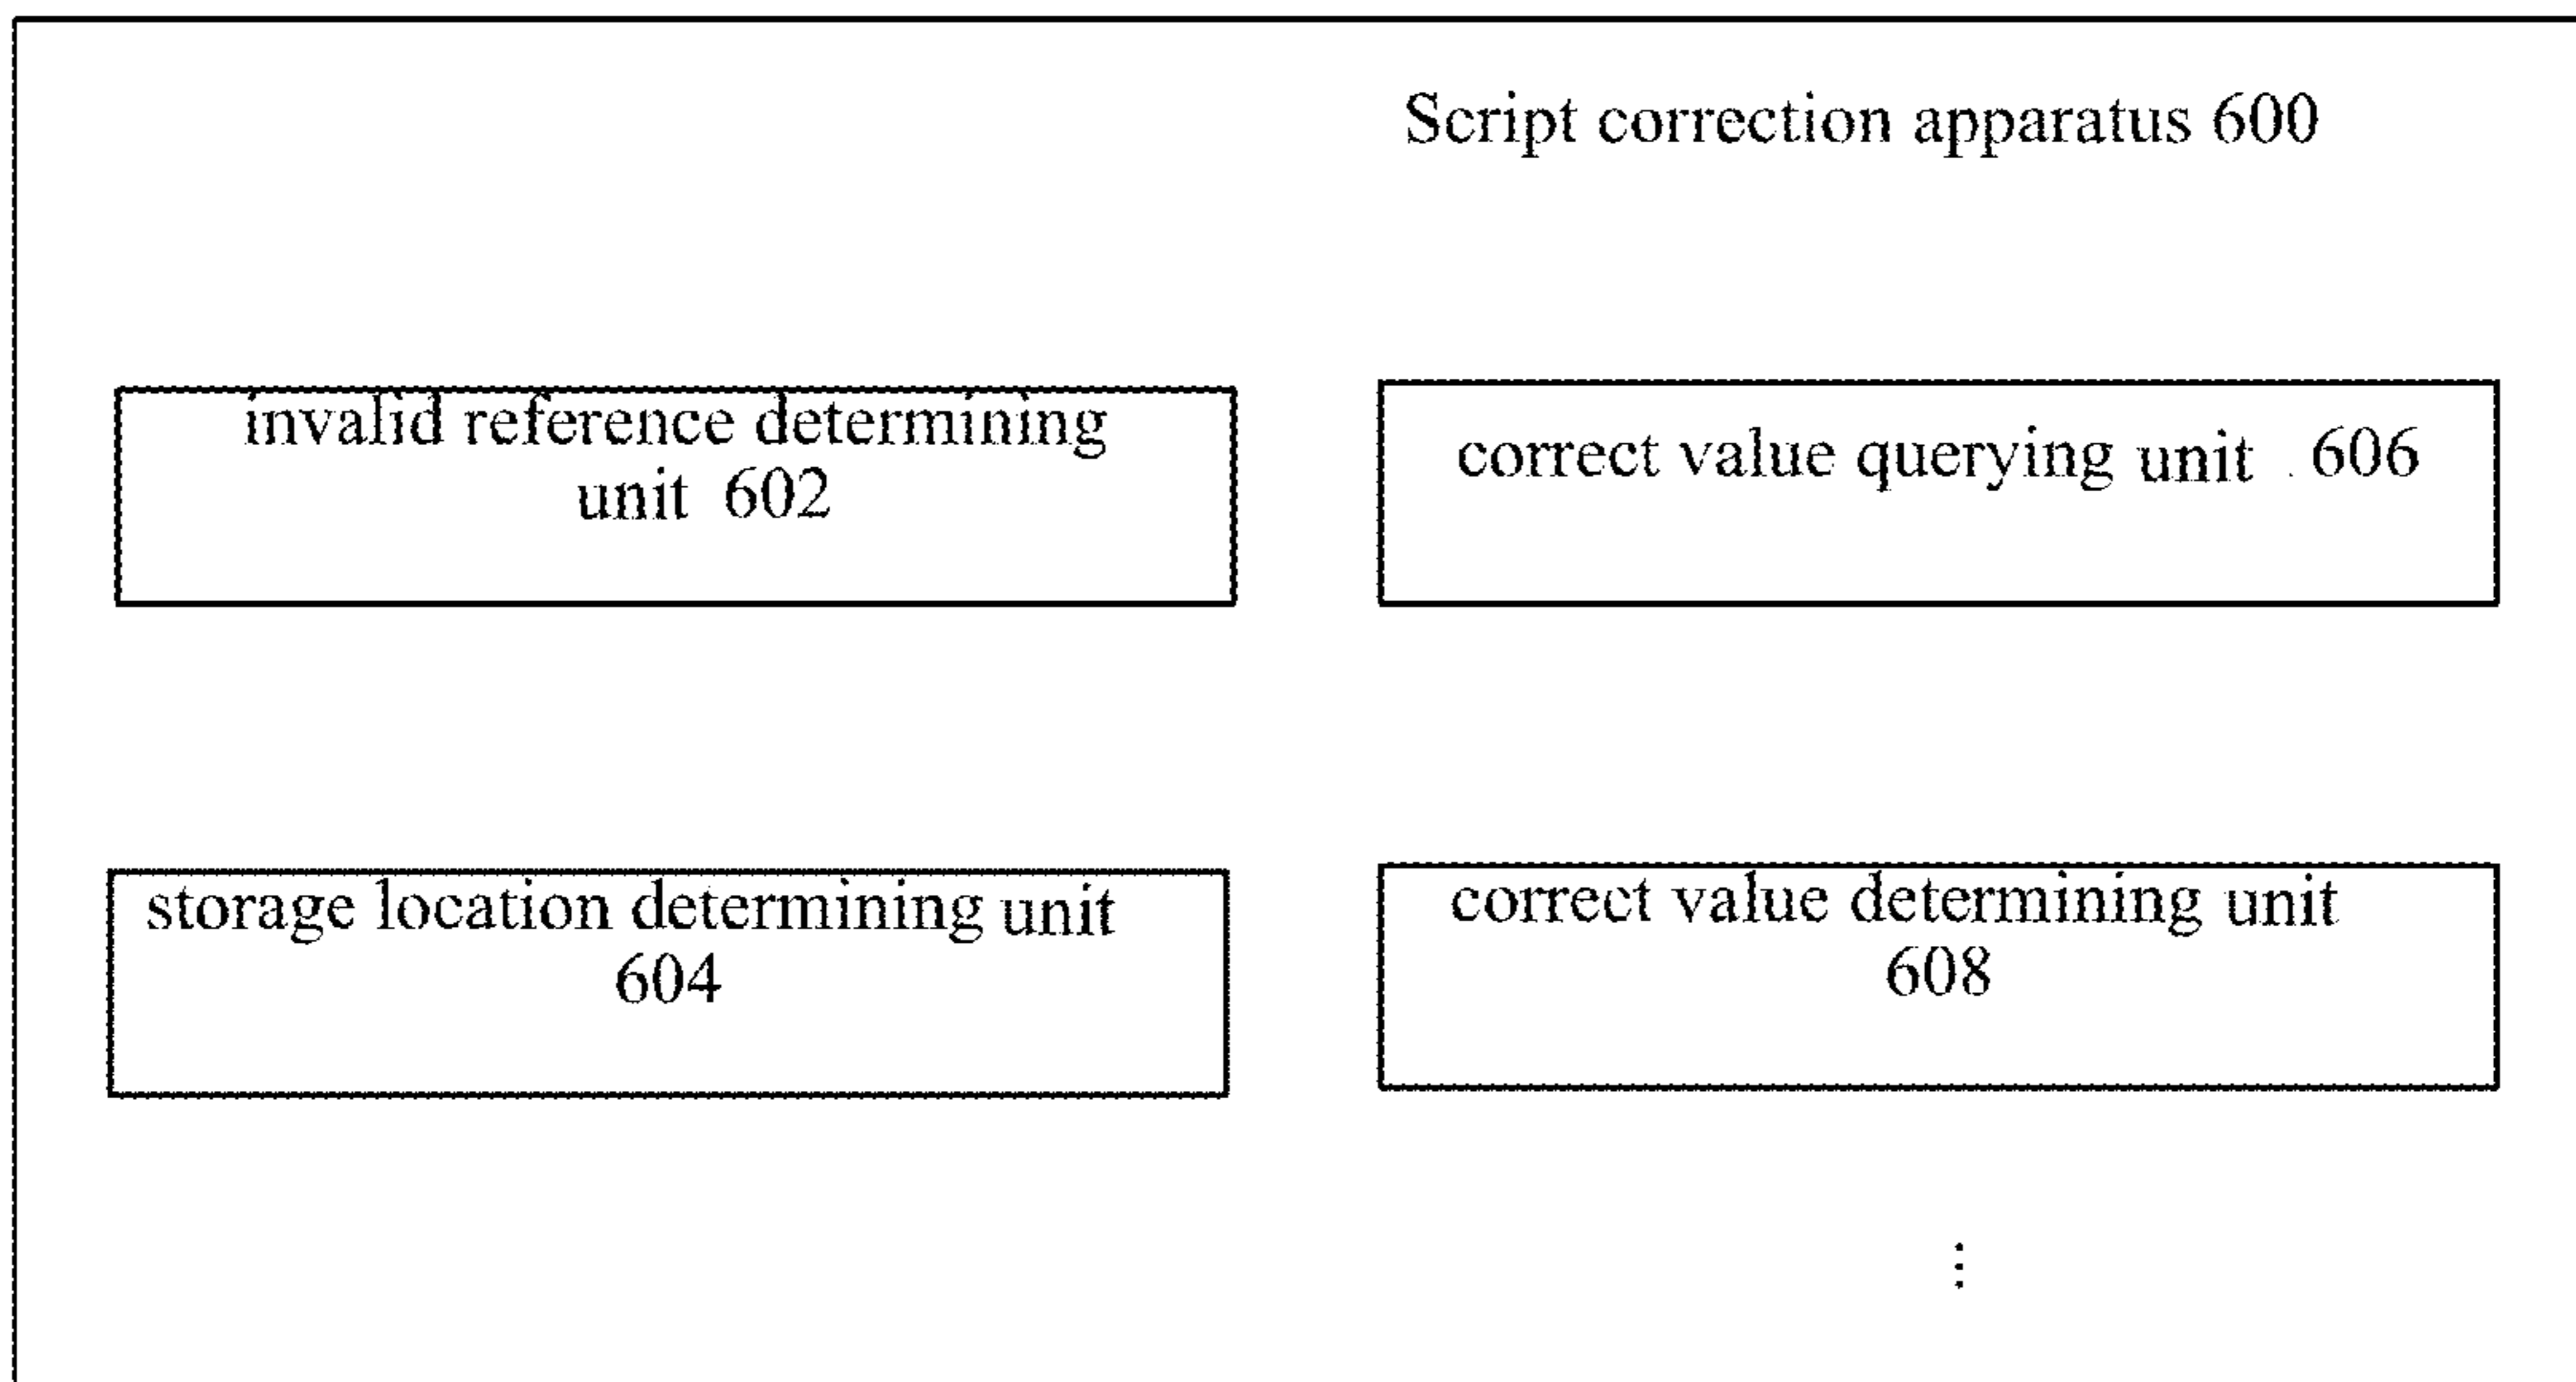 Script correction apparatus 600
invalid reference determining
unit 602
correct value querying unit . 606
storage location determining unit
604
correct value determining unit
608
⋮